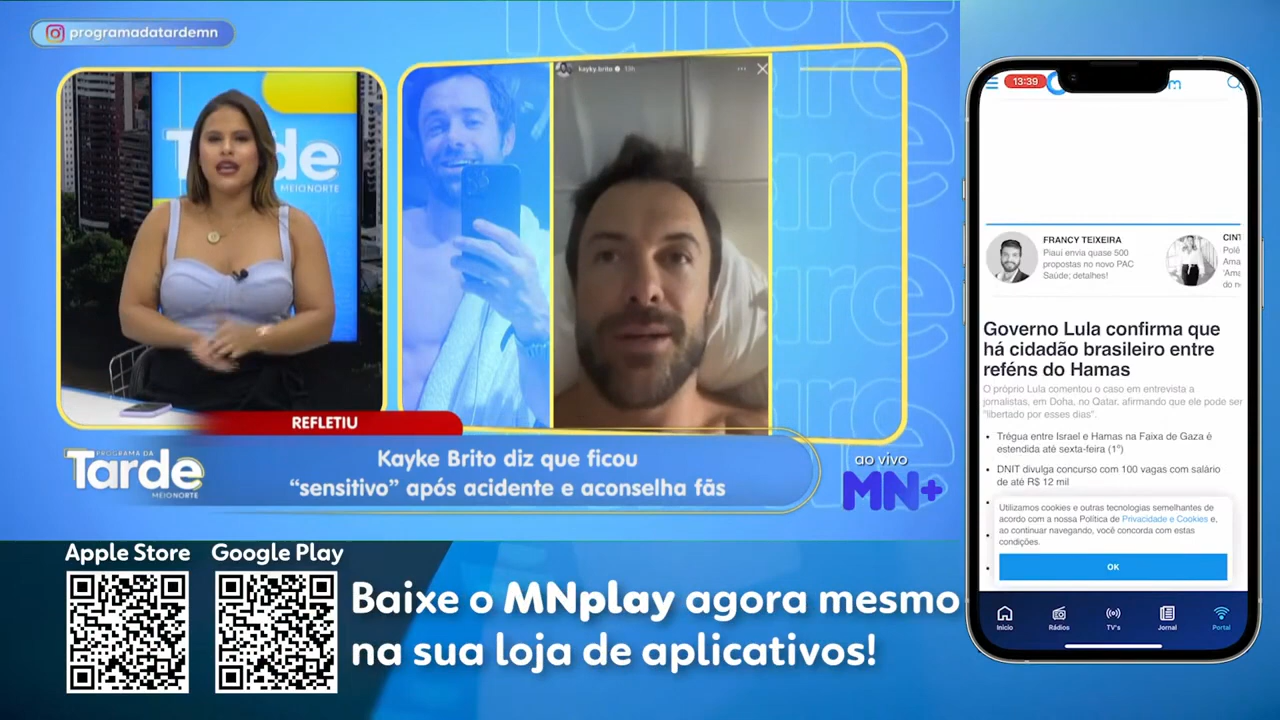 programadatardemn
Tarde
MEIONORTE
kayky.brito 13h
REFLETIU
PROGRAMA DA
Tarde
MEIONORTE
Kayke Brito diz que ficou
“sensitivo” após acidente e aconselha fãs
ao vivo
MN+
Apple Store
Google Play
Baixe o MNplay agora mesmo
na sua loja de aplicativos!
13:39
m
FRANCY TEIXEIRA
Piauí envia quase 500
propostas no novo PAC
Saúde; detalhes!
Governo Lula confirma que
há cidadão brasileiro entre
reféns do Hamas
O próprio Lula comentou o caso em entrevista a
jornalistas, em Doha, no Qatar, afirmando que ele pode ser
"libertado por esses dias".
• Trégua entre Israel e Hamas na Faixa de Gaza é
estendida até sexta-feira (1º)
• DNIT divulga concurso com 100 vagas com salário
de até R$ 12 mil
Utilizamos cookies e outras tecnologias semelhantes de
acordo com a nossa Política de Privacidade e Cookies e,
ao continuar navegando, você concorda com estas
condições.
OK
Início
Rádios
TV's
Jornal
Portal